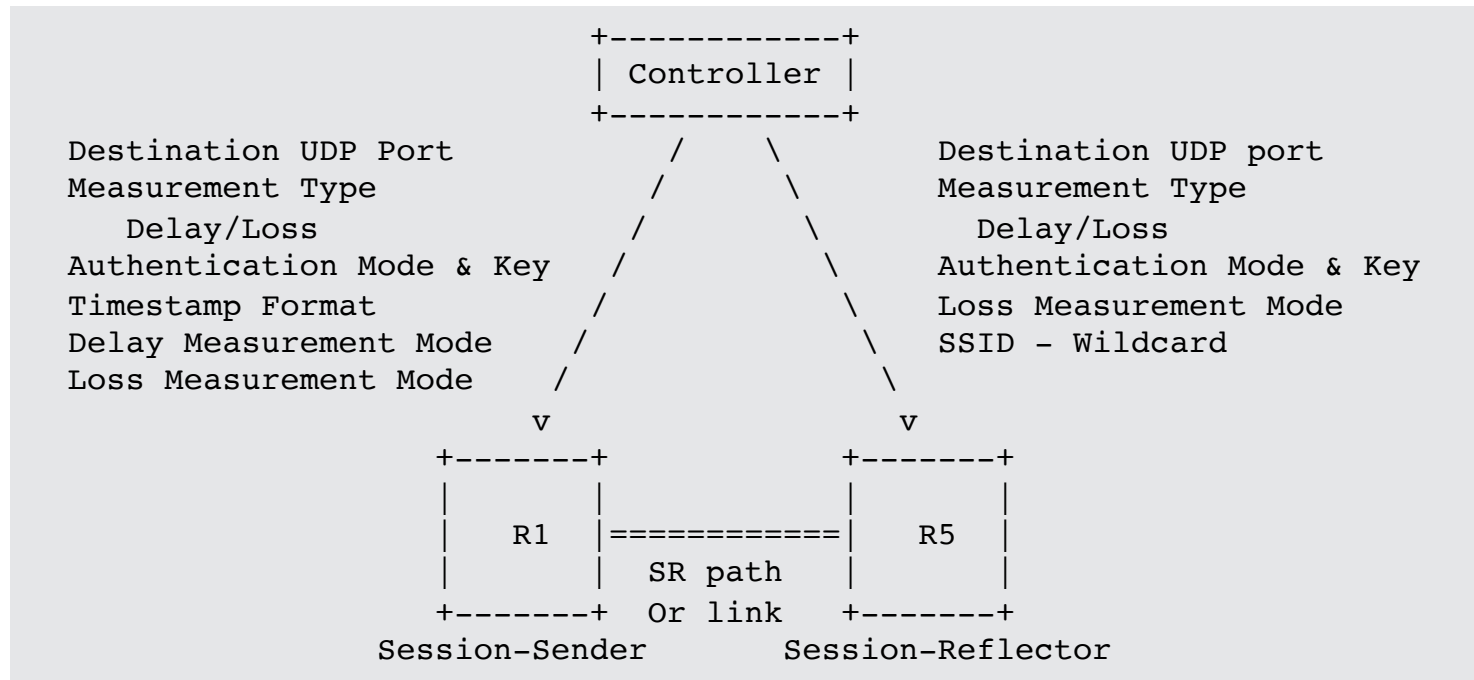 Controller
Destination UDP Port
Measurement Type
Delay/Loss
Authentication Mode & Key
Timestamp Format
Delay Measurement Mode
Loss Measurement Mode
Destination UDP port
Measurement Type
Delay/Loss
Authentication Mode & Key
Loss Measurement Mode
SSID - Wildcard
v v
R1 R5
SR path
Or link
Session-Sender Session-Reflector